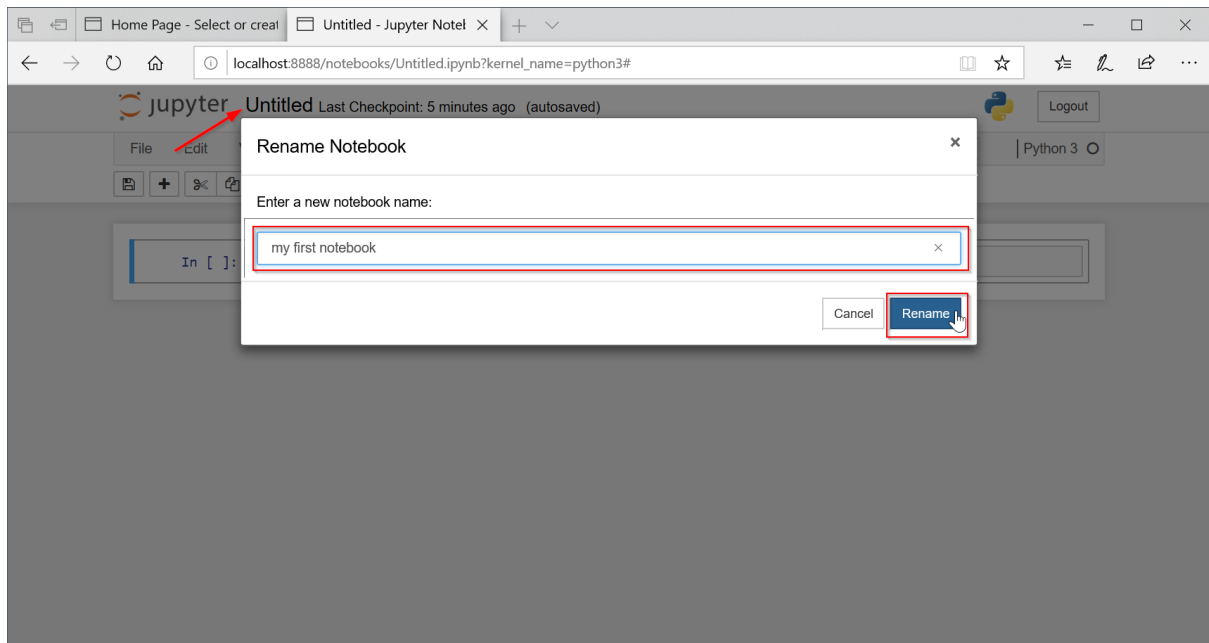 Home Page - Select or creat
Untitled - Jupyter Notel
localhost:8888/notebooks/Untitled.ipynb?kernel_name=python3#
jupyter Untitled Last Checkpoint: 5 minutes ago (autosaved)
Logout
File Edit
Python 3
Rename Notebook
Enter a new notebook name:
my first notebook
In [ ]:
Cancel Rename